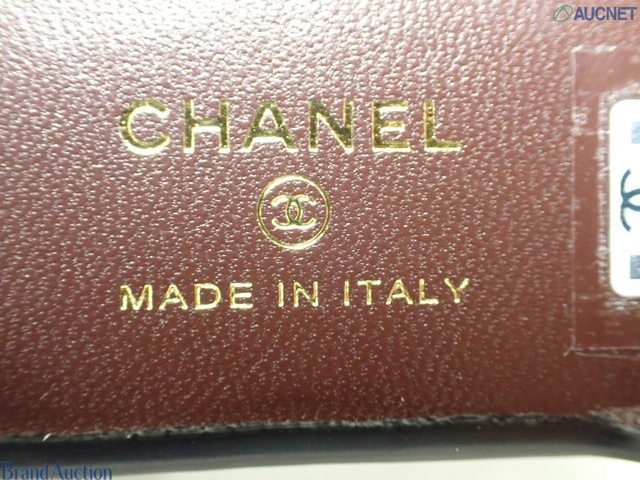 AUCNET
CHANEL
MADE IN ITALY
Brand Auction